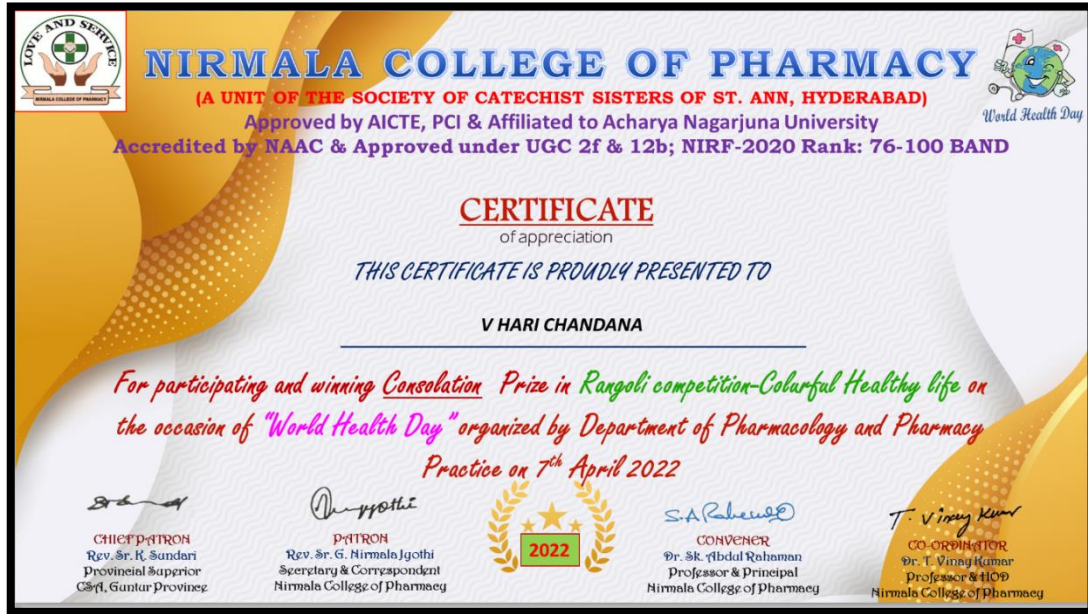 LOVE AND SERVICE
NIRMALA COLLEGE OF PHARMACY
NIRMALA COLLEGE OF PHARMACY
World Health Day
(A UNIT OF THE SOCIETY OF CATECHIST SISTERS OF ST. ANN, HYDERABAD)
Approved by AICTE, PCI & Affiliated to Acharya Nagarjuna University
Accredited by NAAC & Approved under UGC 2f & 12b; NIRF-2020 Rank: 76-100 BAND
CERTIFICATE
of appreciation
THIS CERTIFICATE IS PROUDLY PRESENTED TO
V HARI CHANDANA
For participating and winning Consolation Prize in Rangoli competition-Colurful Healthy life on
the occasion of "World Health Day" organized by Department of Pharmacology and Pharmacy
Practice on 7th April 2022
S.A Rahaman
T. Vinay Kumar
2022
CHIEF PATRON
Rev. Sr. K. Sundari
Provincial Superior
CSA, Guntur Province
PATRON
Rev. Sr. G. Nirmala Jyothi
Secretary & Correspondent
Nirmala College of Pharmacy
CONVENER
Dr. Sk. Abdul Rahaman
Professor & Principal
Nirmala College of Pharmacy
CO-ORDINATOR
Dr. T. Vinay Kumar
Professor & HOD
Nirmala College of Pharmacy